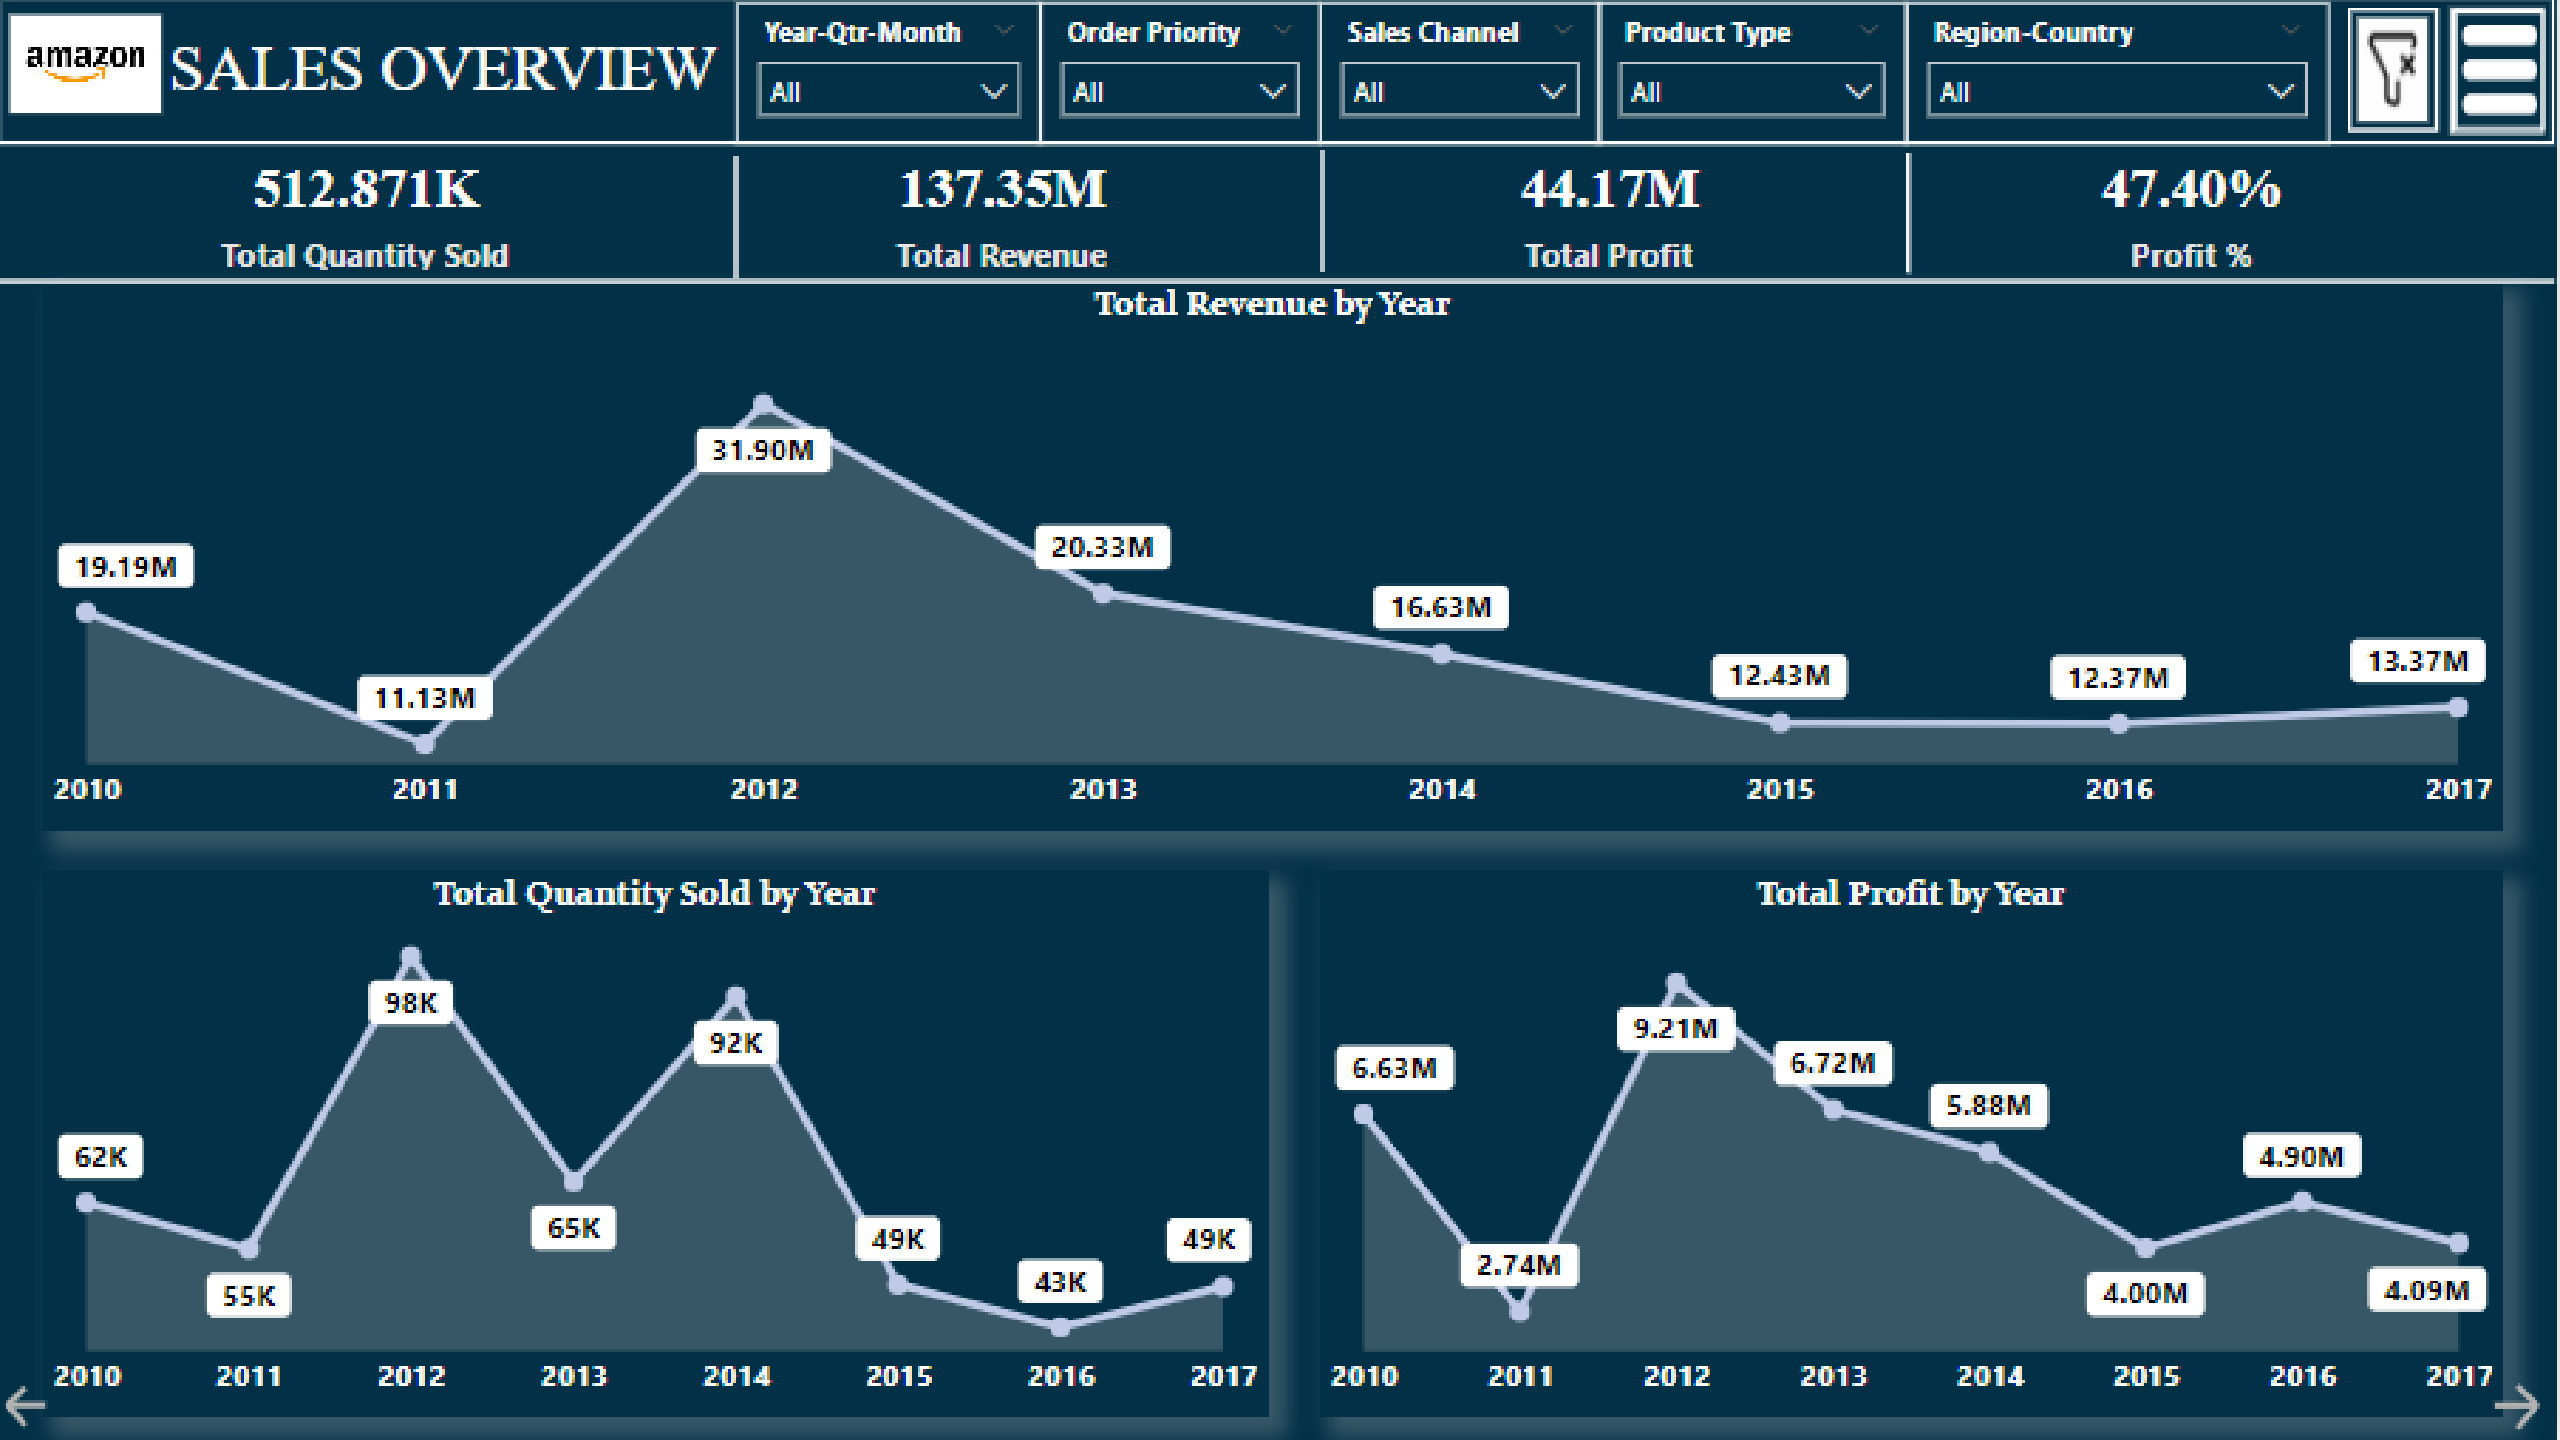 amazon
SALES OVERVIEW
Year-Qtr-Month
All
Order Priority
All
Sales Channel
All
Product Type
All
Region-Country
All
x
512.871K
Total Quantity Sold
137.35M
Total Revenue
44.17M
Total Profit
47.40%
Profit %
Total Revenue by Year
19.19M
11.13M
31.90M
20.33M
16.63M
12.43M
12.37M
13.37M
2010 2011 2012 2013 2014 2015 2016 2017
Total Quantity Sold by Year
62K
55K
98K
65K
92K
49K
43K
49K
2010 2011 2012 2013 2014 2015 2016 2017
Total Profit by Year
6.63M
2.74M
9.21M
6.72M
5.88M
4.00M
4.90M
4.09M
2010 2011 2012 2013 2014 2015 2016 2017